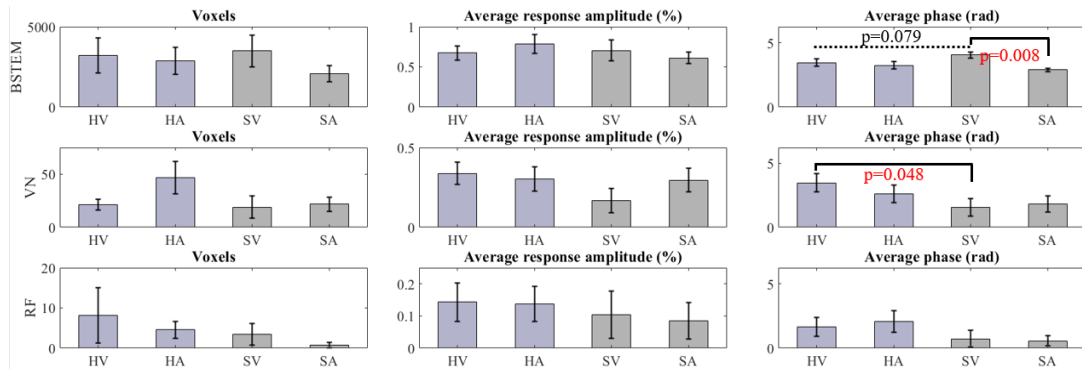 Voxels Average response amplitude (%) Average phase (rad)
BSTEM
5000 1 5 p=0.079
0.5 p=0.008
0 0 0
HV HA SV SA HV HA SV SA HV HA SV SA
Voxels Average response amplitude (%) Average phase (rad)
VN
50 0.5 5
p=0.048
0 0 0
HV HA SV SA HV HA SV SA HV HA SV SA
Voxels Average response amplitude (%) Average phase (rad)
RF
20 0.2 5
10 0.1
0 0 0
HV HA SV SA HV HA SV SA HV HA SV SA